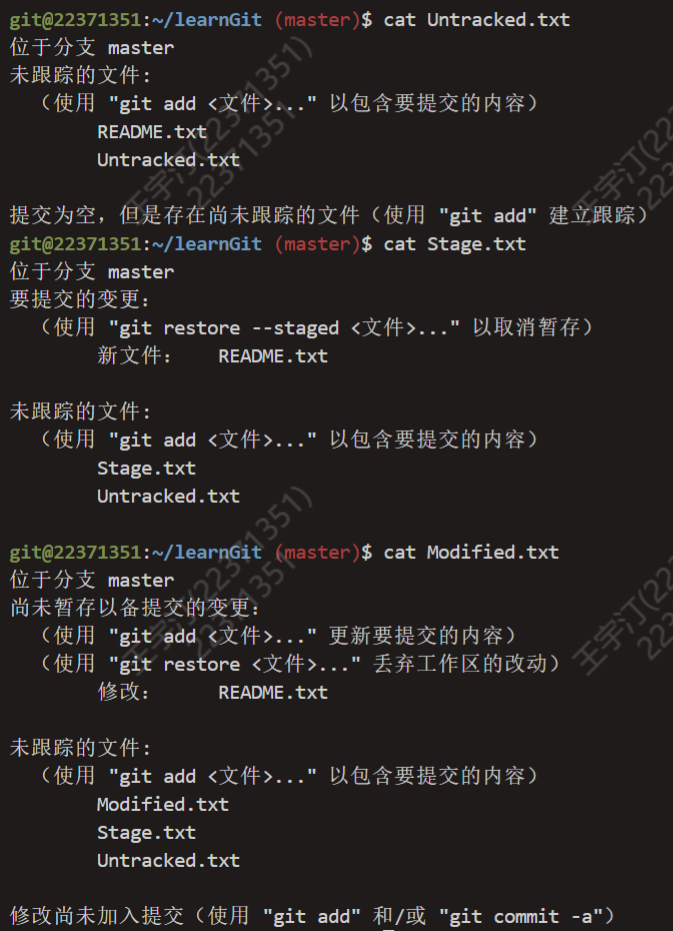 git@22371351:~/learnGit (master)$ cat Untracked.txt
位于分支 master
未跟踪的文件:
（使用 "git add <文件>..." 以包含要提交的内容）
README.txt
Untracked.txt
提交为空，但是存在尚未跟踪的文件（使用 "git add" 建立跟踪）
git@22371351:~/learnGit (master)$ cat Stage.txt
位于分支 master
要提交的变更：
（使用 "git restore --staged <文件>..." 以取消暂存）
新文件： README.txt
未跟踪的文件:
（使用 "git add <文件>..." 以包含要提交的内容）
Stage.txt
Untracked.txt
git@22371351:~/learnGit (master)$ cat Modified.txt
位于分支 master
尚未暂存以备提交的变更：
（使用 "git add <文件>..." 更新要提交的内容）
（使用 "git restore <文件>..." 丢弃工作区的改动）
修改： README.txt
未跟踪的文件:
（使用 "git add <文件>..." 以包含要提交的内容）
Modified.txt
Stage.txt
Untracked.txt
修改尚未加入提交（使用 "git add" 和/或 "git commit -a"）
王宇汀(22371351)
22371351
王宇汀(22
王宇汀(22371351)
22371351
王宇汀(22